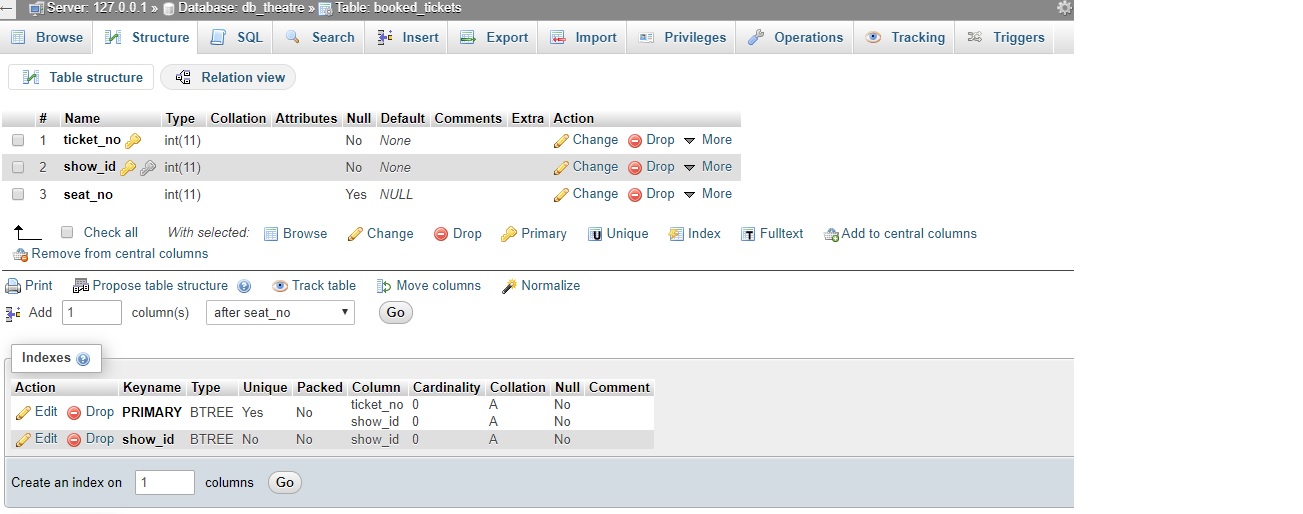 Server: 127.0.0.1 » Database: db_theatre » Table: booked_tickets
Browse Structure SQL Search Insert Export Import Privileges Operations Tracking Triggers
Table structure Relation view
# Name Type Collation Attributes Null Default Comments Extra Action
1 ticket_no int(11) No None Change Drop More
2 show_id int(11) No None Change Drop More
3 seat_no int(11) Yes NULL Change Drop More
Check all With selected: Browse Change Drop Primary Unique Index Fulltext Add to central columns
Remove from central columns
Print Propose table structure Track table Move columns Normalize
Add 1 column(s) after seat_no Go
Indexes
Action Keyname Type Unique Packed Column Cardinality Collation Null Comment
Edit Drop PRIMARY BTREE Yes No ticket_no 0 A No
show_id 0 A No
Edit Drop show_id BTREE No No show_id 0 A No
Create an index on 1 columns Go